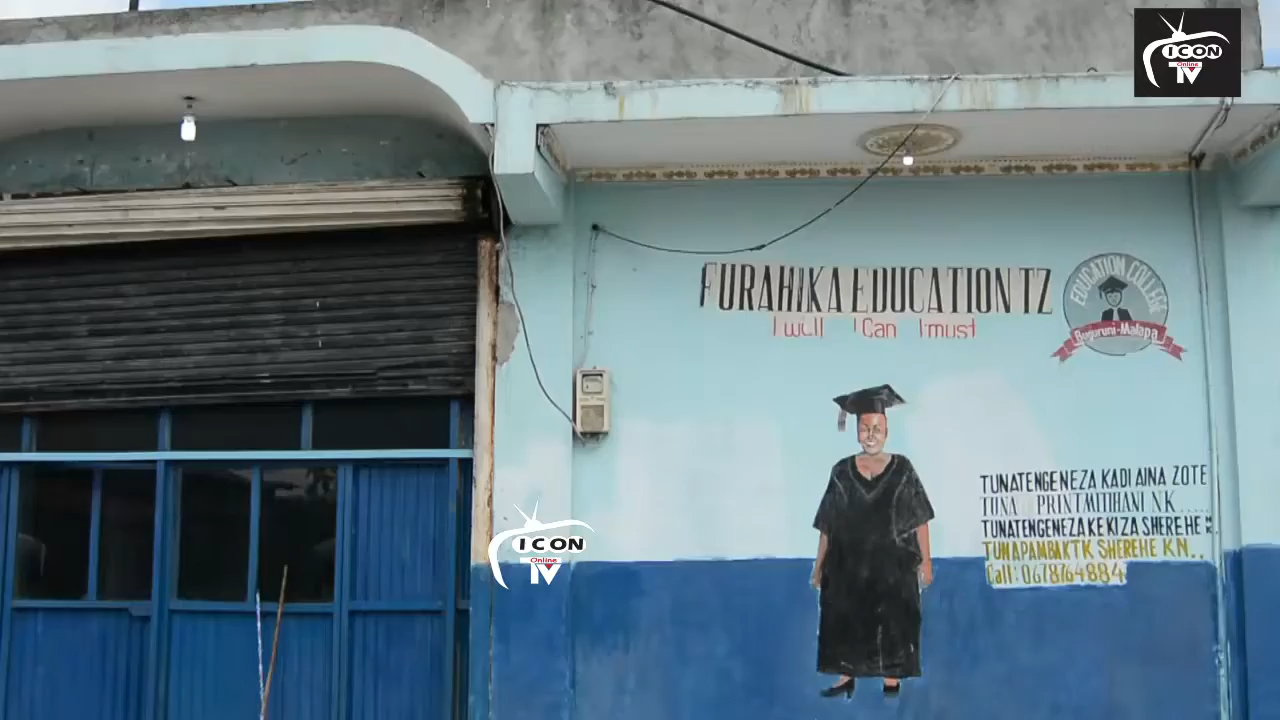 ICON
Online
TV
FURAHIKA EDUCATION TZ
I will I Can I must
EDUCATION COLLEGE
Buguruni-Malapa
TUNATENGENEZA KADI AINA ZOTE
TUNA PRINT MITIHANI NK.....
TUNATENGENEZA KEKI ZA SHEREHE
TUNAPAMBA KTK SHEREHE K.N..
Call: 0678764884
ICON
Online
TV